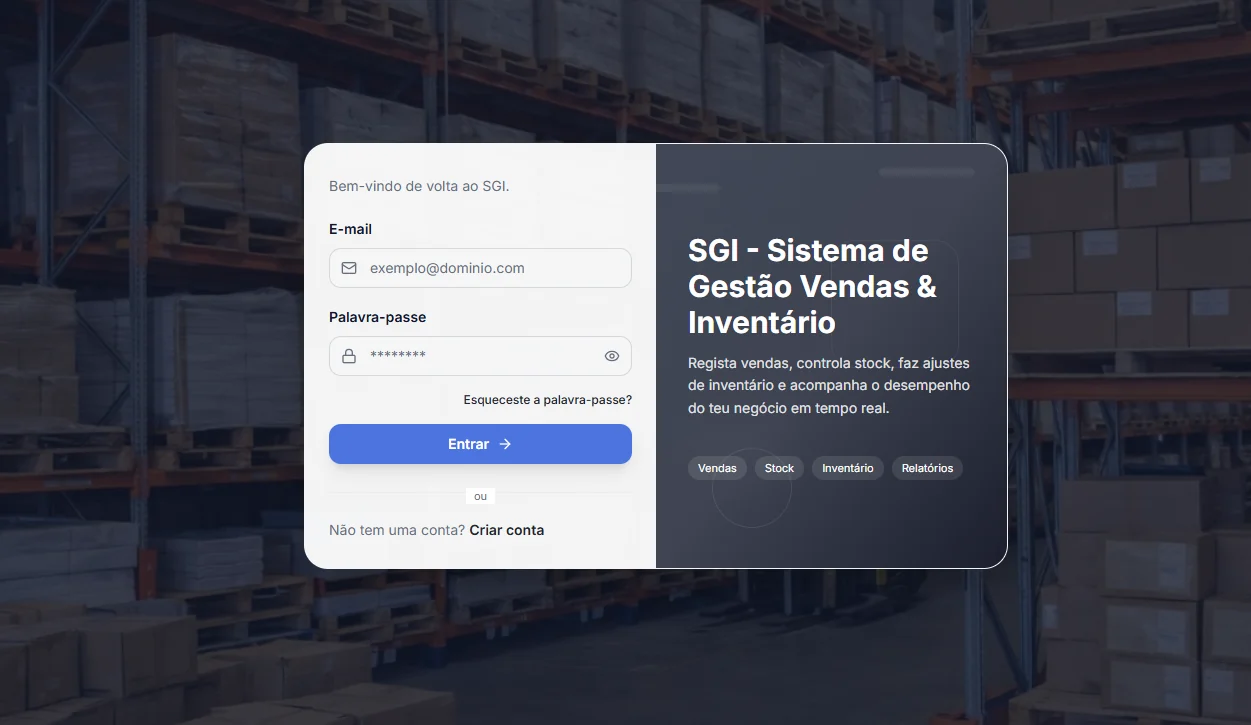 Bem-vindo de volta ao SGI.
E-mail
exemplo@dominio.com
Palavra-passe
********
Esqueceste a palavra-passe?
Entrar →
ou
Não tem uma conta? Criar conta
SGI - Sistema de
Gestão Vendas &
Inventário
Regista vendas, controla stock, faz ajustes
de inventário e acompanha o desempenho
do teu negócio em tempo real.
Vendas Stock Inventário Relatórios